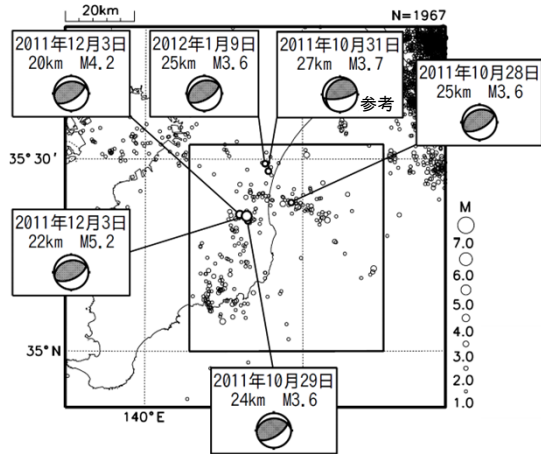 20km
N=1967
2011年12月3日
20km M4.2
2012年1月9日
25km M3.6
2011年10月31日
27km M3.7
参考
2011年10月28日
25km M3.6
35°30′
2011年12月3日
22km M5.2
M
7.0
6.0
5.0
4.0
3.0
2.0
1.0
35°N
2011年10月29日
24km M3.6
140°E